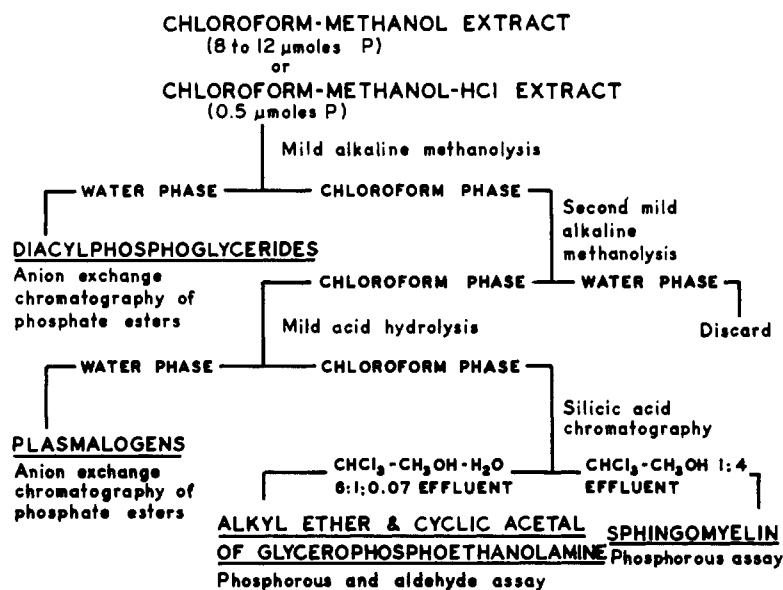 CHLOROFORM-METHANOL EXTRACT
(8 to 12 μmoles P)
or
CHLOROFORM-METHANOL-HCl EXTRACT
(0.5 μmoles P)
Mild alkaline methanolysis
WATER PHASE
CHLOROFORM PHASE
Second mild
alkaline
methanolysis
DIACYLPHOSPHOGLYCERIDES
Anion exchange
chromatography of
phosphate esters
CHLOROFORM PHASE
WATER PHASE
Discard
Mild acid hydrolysis
WATER PHASE
CHLOROFORM PHASE
Silicic acid
chromatography
PLASMALOGENS
Anion exchange
chromatography of
phosphate esters
CHCl₃-CH₃OH-H₂O
6:1:0.07 EFFLUENT
CHCl₃-CH₃OH 1:4
EFFLUENT
ALKYL ETHER & CYCLIC ACETAL
OF GLYCEROPHOSPHOETHANOLAMINE
Phosphorous and aldehyde assay
SPHINGOMYELIN
Phosphorous assay